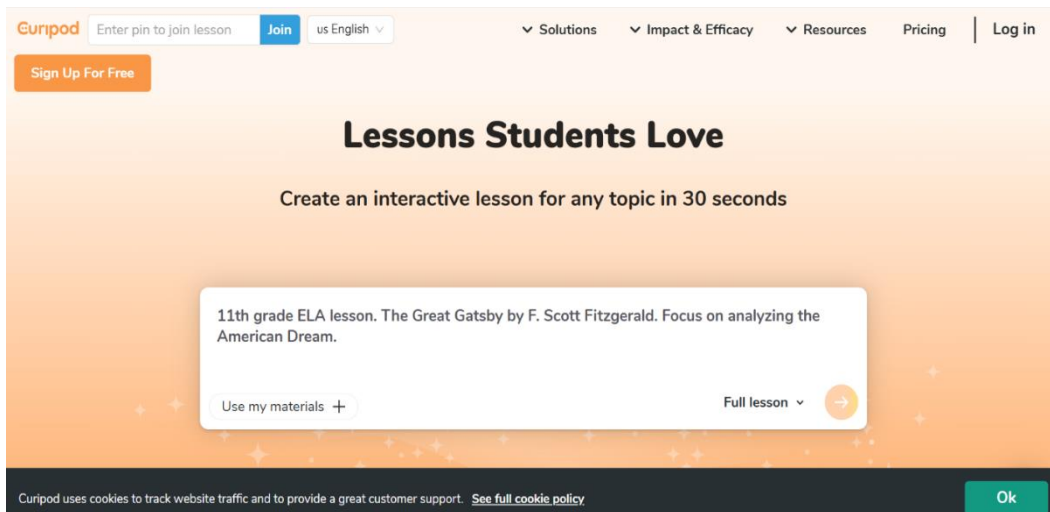 Curipod Enter pin to join lesson Join us English Solutions Impact & Efficacy Resources Pricing Log in
Sign Up For Free
Lessons Students Love
Create an interactive lesson for any topic in 30 seconds
11th grade ELA lesson. The Great Gatsby by F. Scott Fitzgerald. Focus on analyzing the
American Dream.
Use my materials + Full lesson
Curipod uses cookies to track website traffic and to provide a great customer support. See full cookie policy Ok